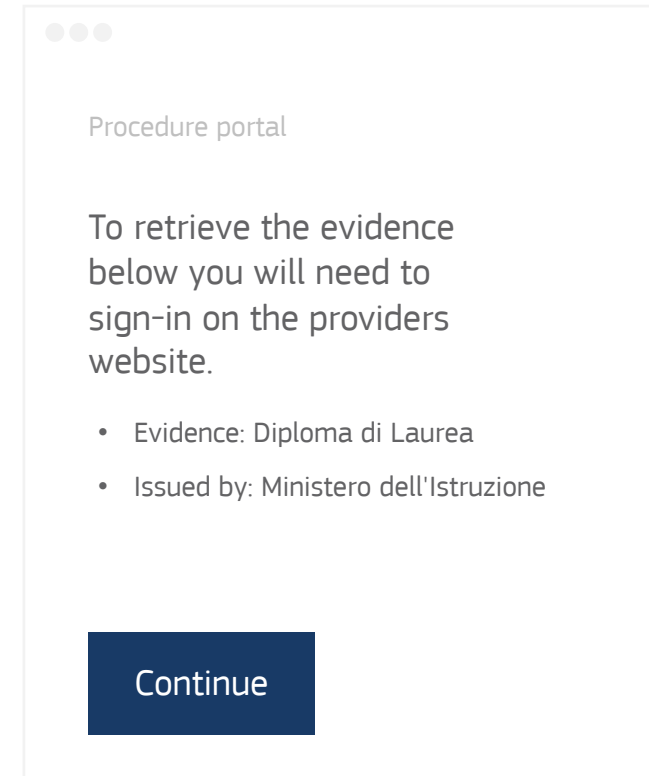 Procedure portal
To retrieve the evidence
below you will need to
sign-in on the providers
website.
• Evidence: Diploma di Laurea
• Issued by: Ministero dell'Istruzione
Continue